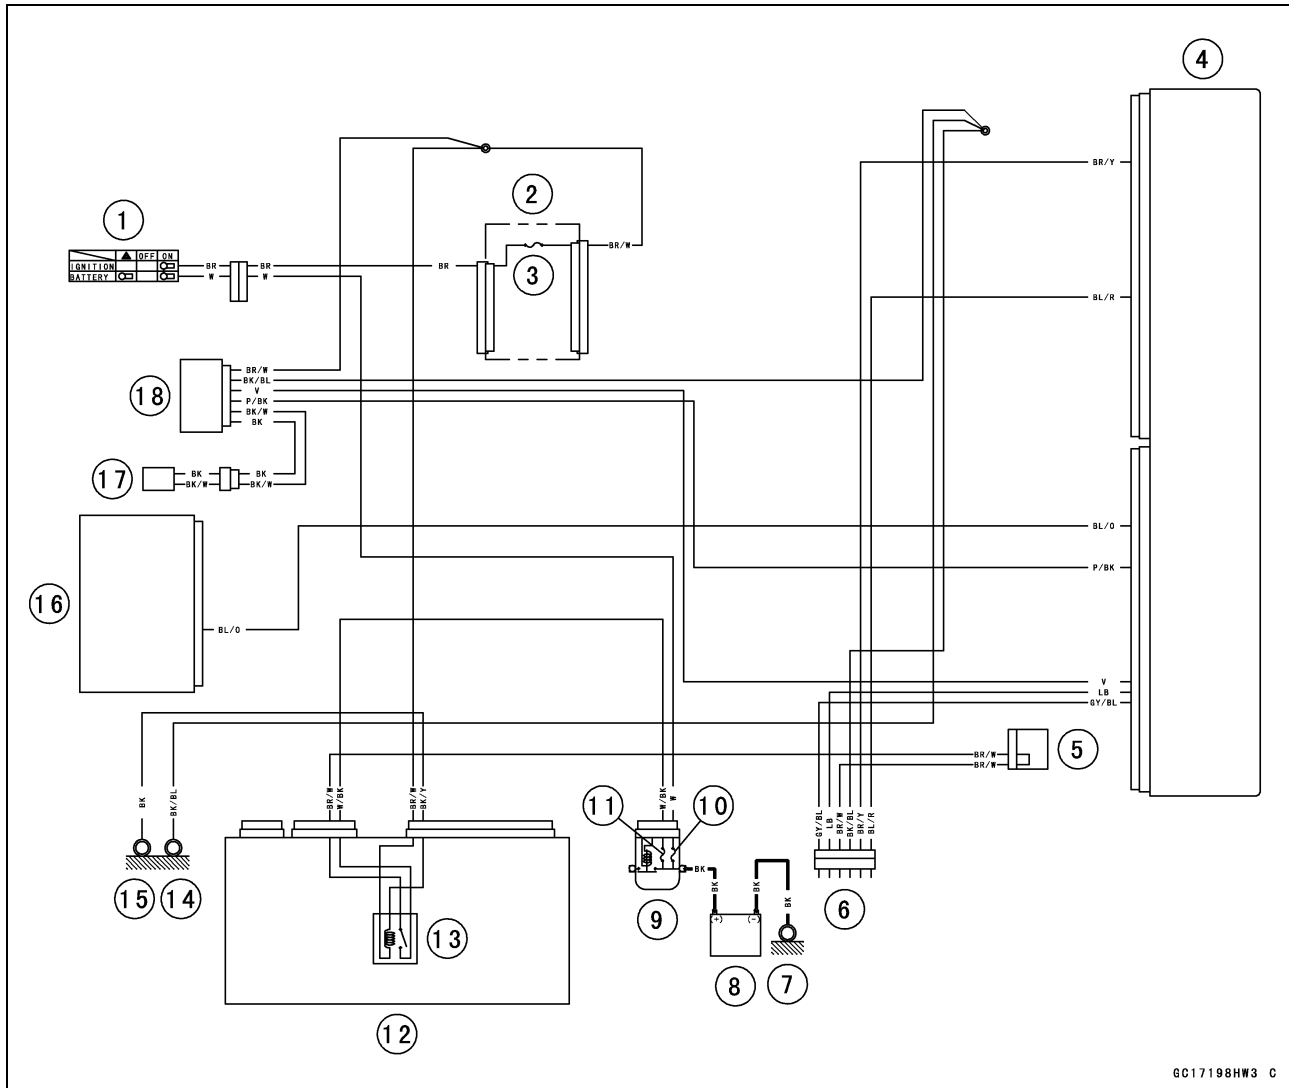 4
BR/Y
2
1
OFF ON
IGNITION
BATTERY
BR
W
BR
W
BR
BR/W
3
BL/R
18
BR/W
BK/BL
V
P/BK
BK/W
BK
17
BK
BK/W
BK
BK/W
BL/O
P/BK
16
BL/O
V
LB
GY/BL
BR/W
BR/W
5
BK
BK/BL
BR/W
W/BK
BR/W
BK/Y
11
W/BK
W
10
GY/BL
LB
BR/W
BK/BL
BR/Y
BL/R
15
14
BK
BK
BK
BK
9
6
(+)
(-)
13
8
7
12
GC17198HW3 C